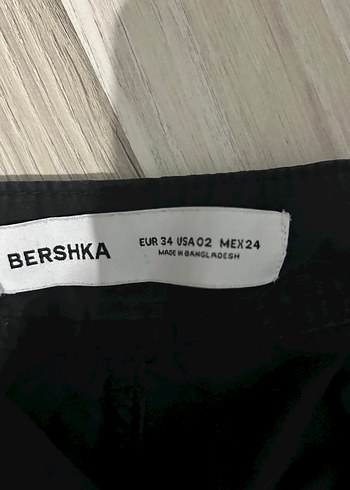 BERSHKA
EUR 34 USA 02 MEX 24
MADE IN BANGLADESH